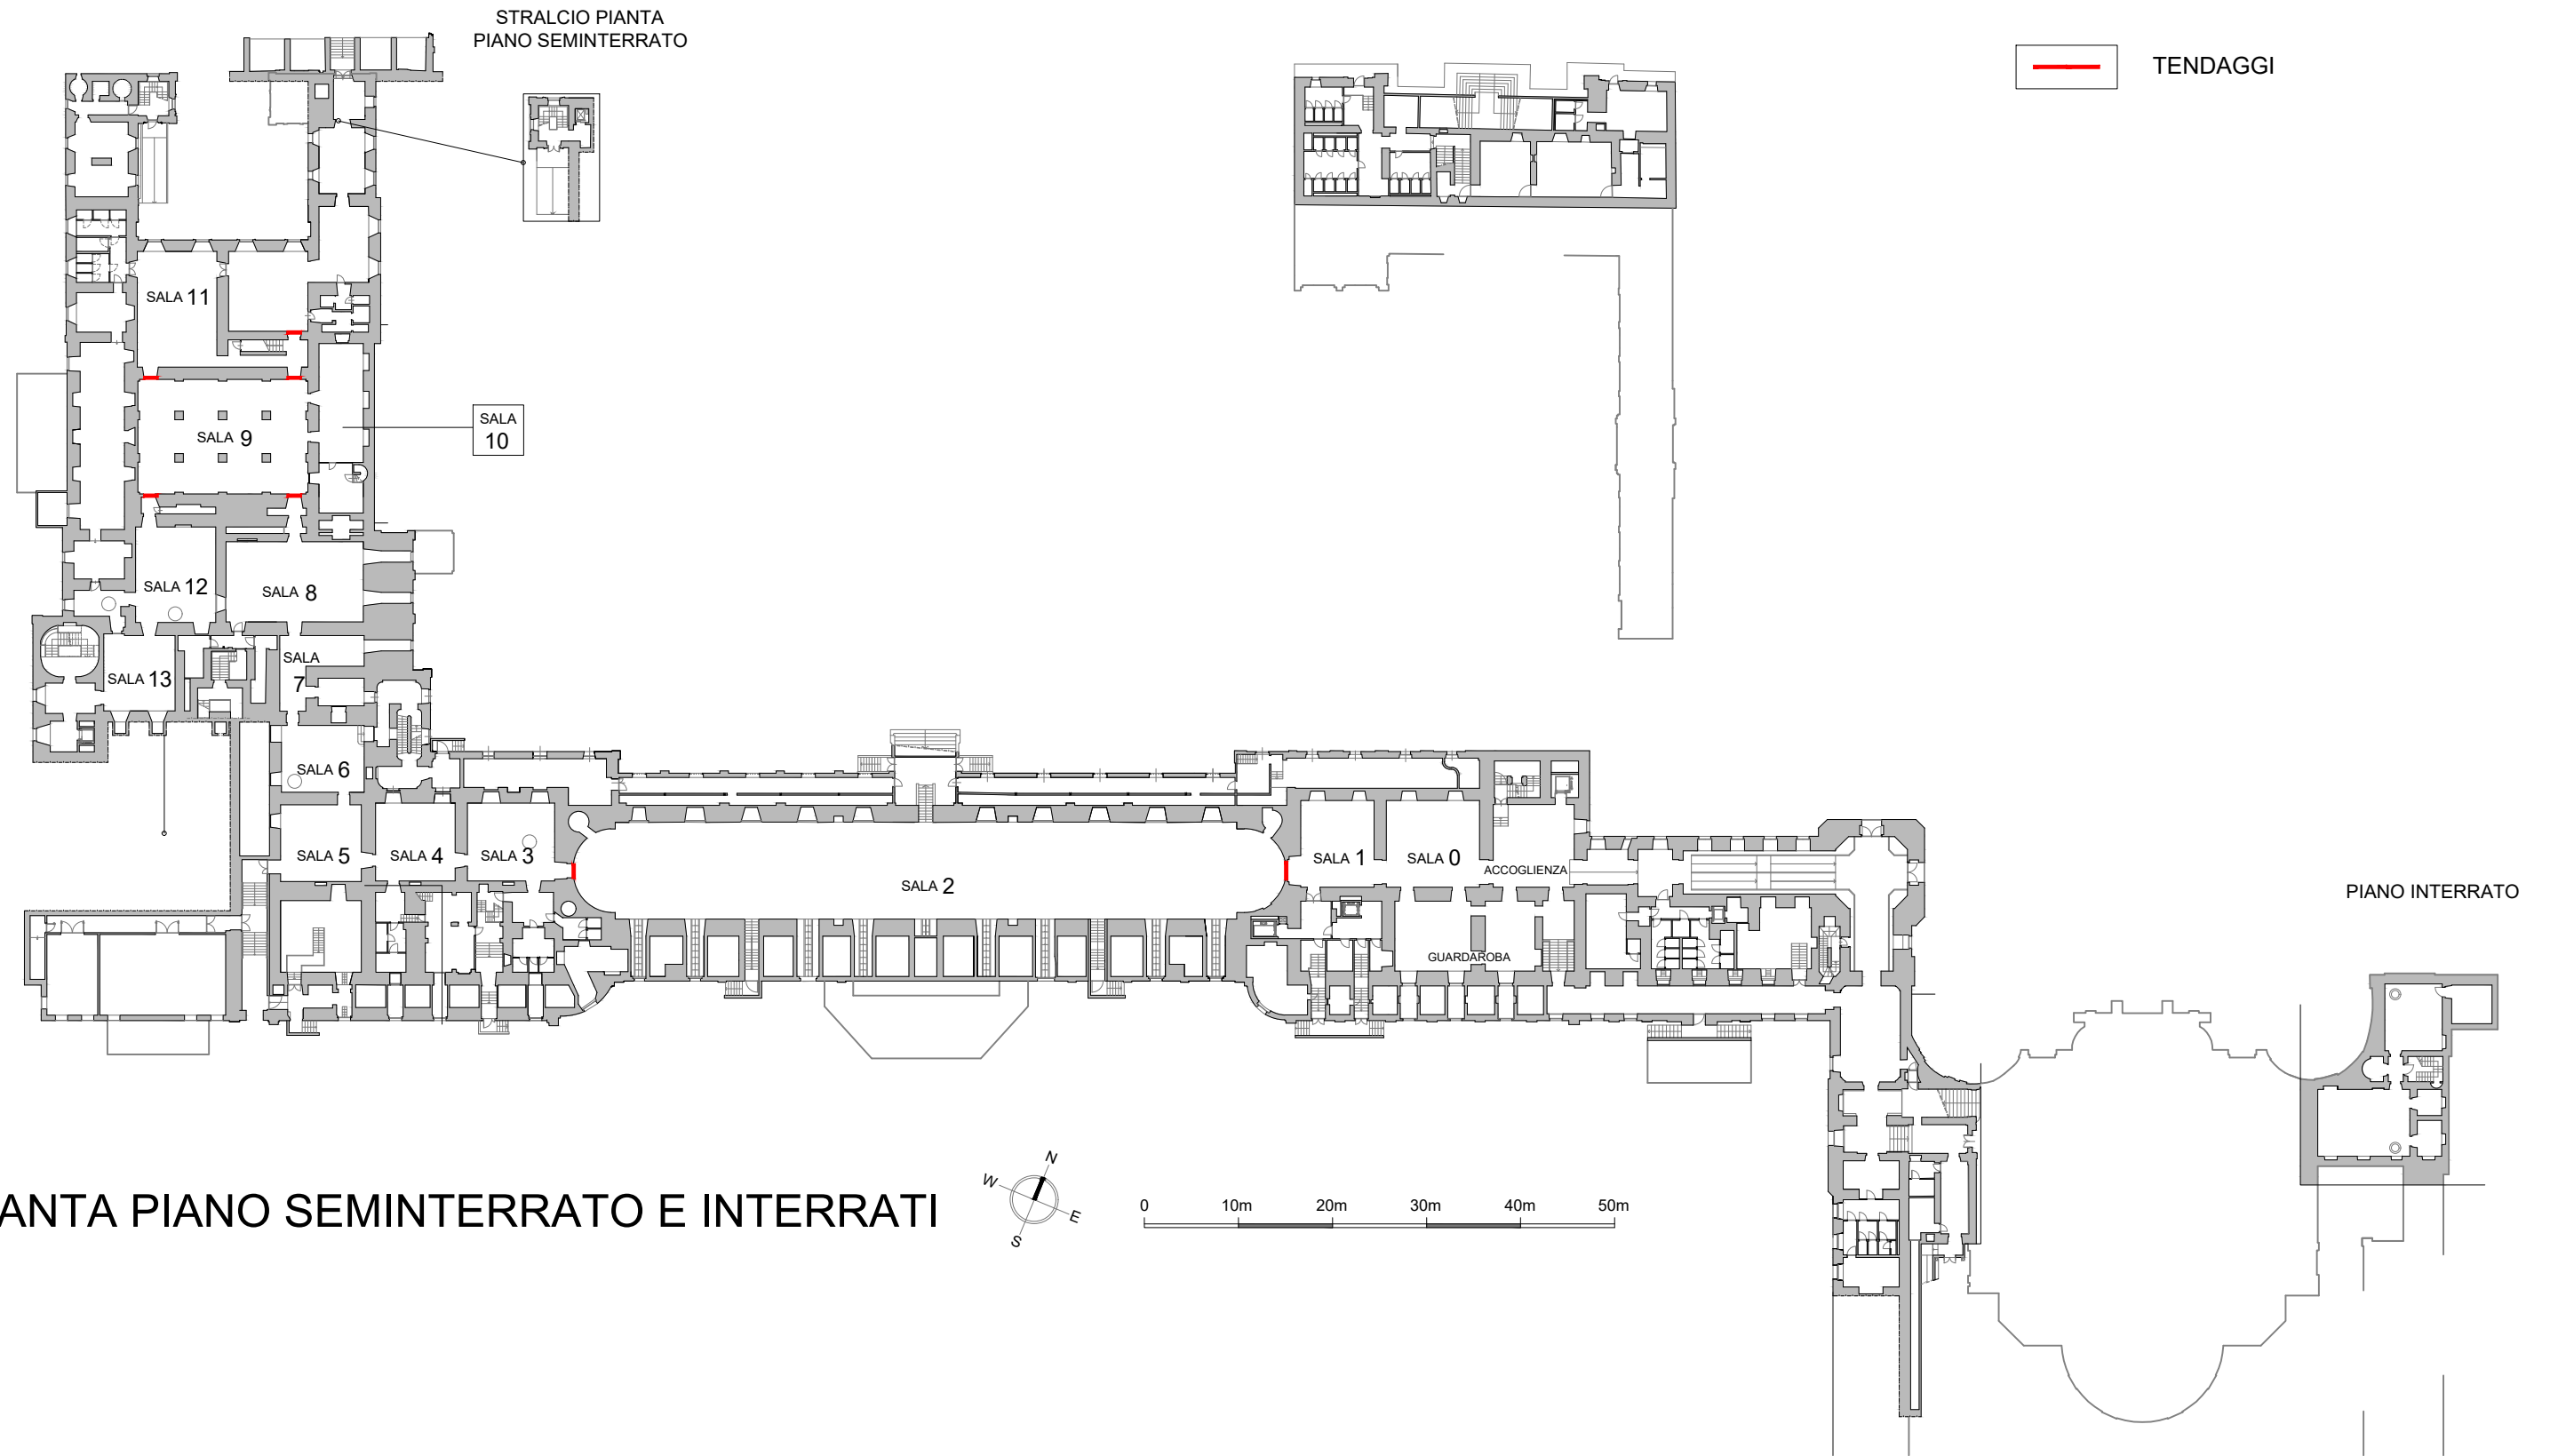 STRALCIO PIANTA
PIANO SEMINTERRATO
TENDAGGI
SALA 11
SALA 9
SALA
10
SALA 12
SALA 8
SALA
7
SALA 13
SALA 6
SALA 5
SALA 4
SALA 3
SALA 2
SALA 1
SALA 0
ACCOGLIENZA
GUARDAROBA
PIANO INTERRATO
ANTA PIANO SEMINTERRATO E INTERRATI
N
W
E
S
0 10m 20m 30m 40m 50m